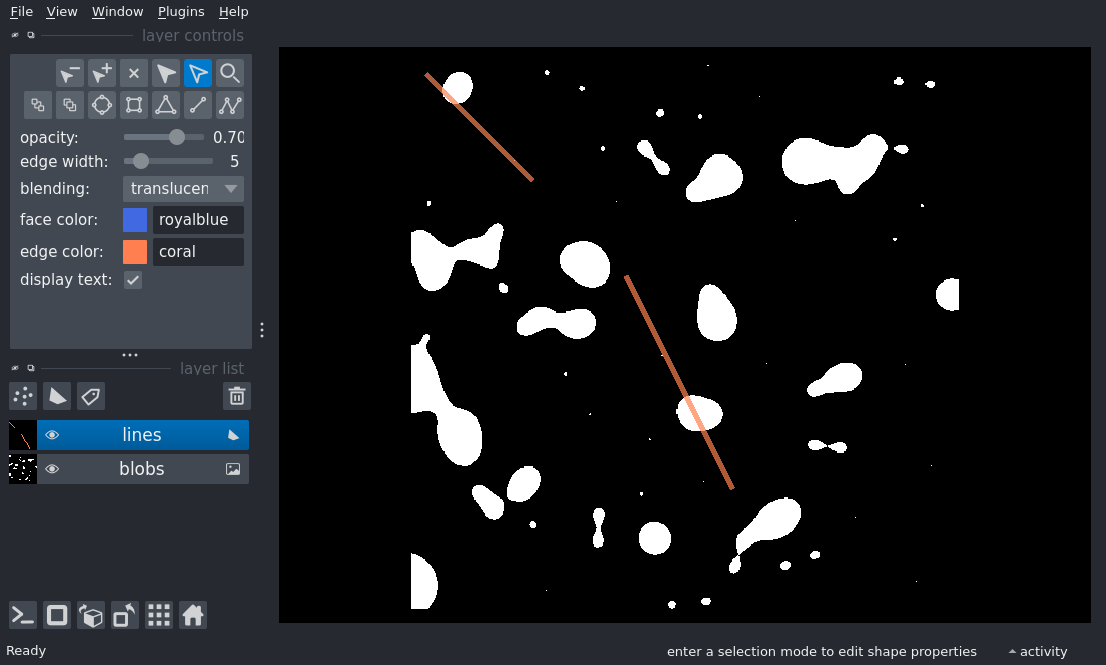 File View Window Plugins Help
layer controls
opacity: 0.70
edge width: 5
blending: translucen
face color: royalblue
edge color: coral
display text:
layer list
lines
blobs
Ready
enter a selection mode to edit shape properties
activity